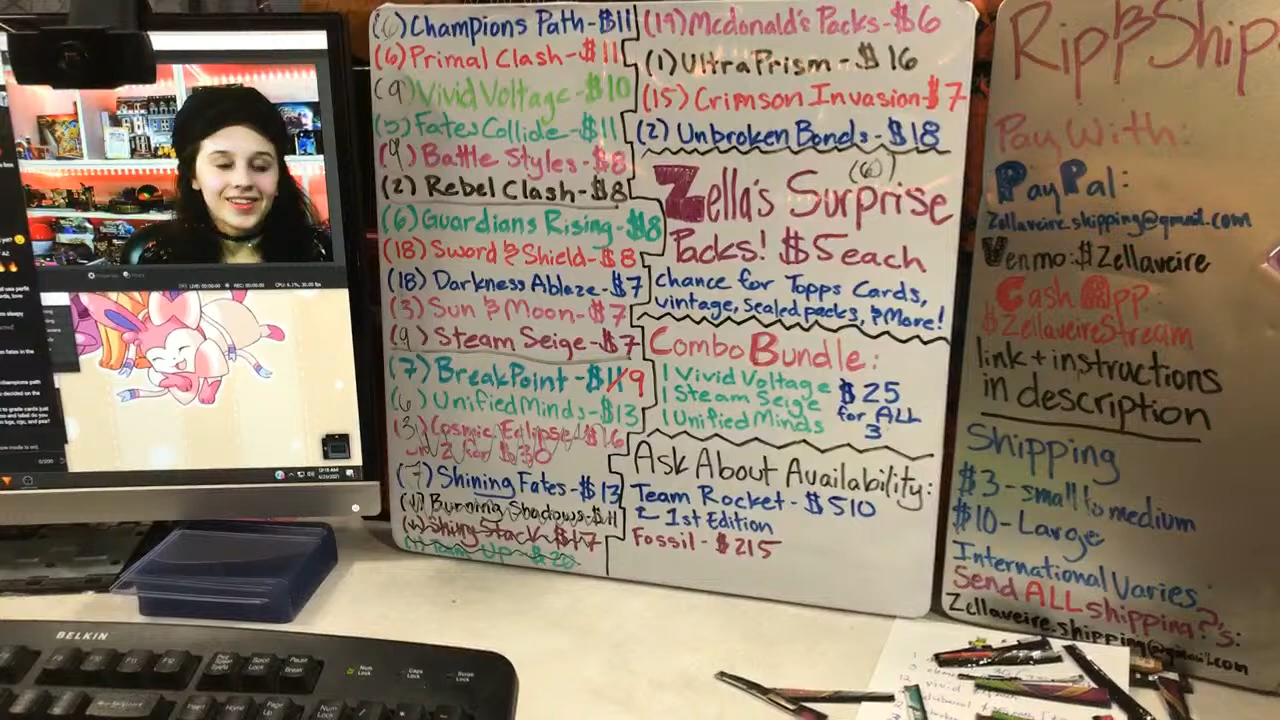 (6) Champions Path - $11
(6) Primal Clash - $11
(9) Vivid Voltage - $10
(5) Fates Collide - $11
(9) Battle Styles - $8
(2) Rebel Clash - $8
(6) Guardians Rising - $8
(18) Sword & Shield - $8
(18) Darkness Ablaze - $7
(3) Sun & Moon - $7
(9) Steam Seige - $7
(7) BreakPoint - $11/9
(6) Unified Minds - $13
(3) Cosmic Eclipse - $16
2 for $30
(7) Shining Fates - $13
Burning Shadows - $11
Shiny Star V - $17
(1) Team Up - $20
(19) Mcdonald's Packs - $6
(1) Ultra Prism - $16
(15) Crimson Invasion - $7
(2) Unbroken Bonds - $18
(6)
Zella's Surprise
Packs! $5 each
chance for Topps Cards,
vintage, sealed packs, & More!
Combo Bundle:
1 Vivid Voltage
1 Steam Seige
1 Unified Minds
$25
for ALL
3
Ask About Availability:
Team Rocket - $510
1st Edition
Fossil - $215
Rip & Ship
Pay With:
PayPal:
Zellaveire.shipping@gmail.com
Venmo: $Zellaveire
Cash App:
$ZellaveireStream
link + instructions
in description
Shipping
$3 - small to medium
$10 - Large
International Varies
Send ALL shipping ?'s:
Zellaveire.shipping@gmail.com
BELKIN